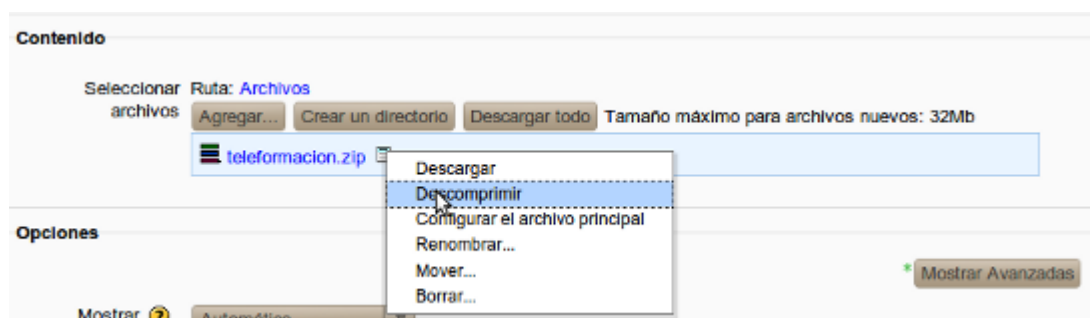 Contenido
Seleccionar archivos
Ruta: Archivos
Agregar... Crear un directorio Descargar todo Tamaño máximo para archivos nuevos: 32Mb
teleformacion.zip
Descargar
Descomprimir
Configurar el archivo principal
Renombrar...
Mover...
Borrar...
Opciones
* Mostrar Avanzadas
Mostrar ? Automático